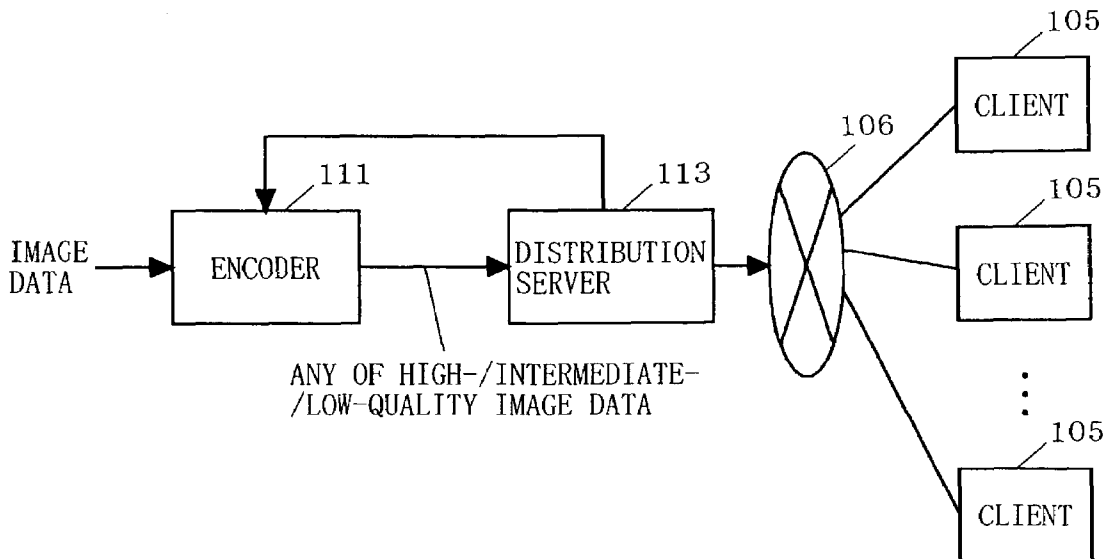 105
CLIENT
106
111
113
105
IMAGE
DATA
ENCODER
DISTRIBUTION
SERVER
CLIENT
ANY OF HIGH-/INTERMEDIATE-
/LOW-QUALITY IMAGE DATA
105
CLIENT